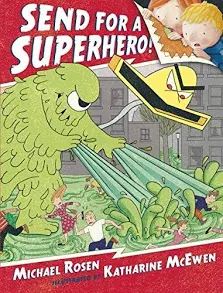 SEND FOR A
SUPERHERO!
MICHAEL ROSEN ILLUSTRATED BY KATHARINE MCEWEN